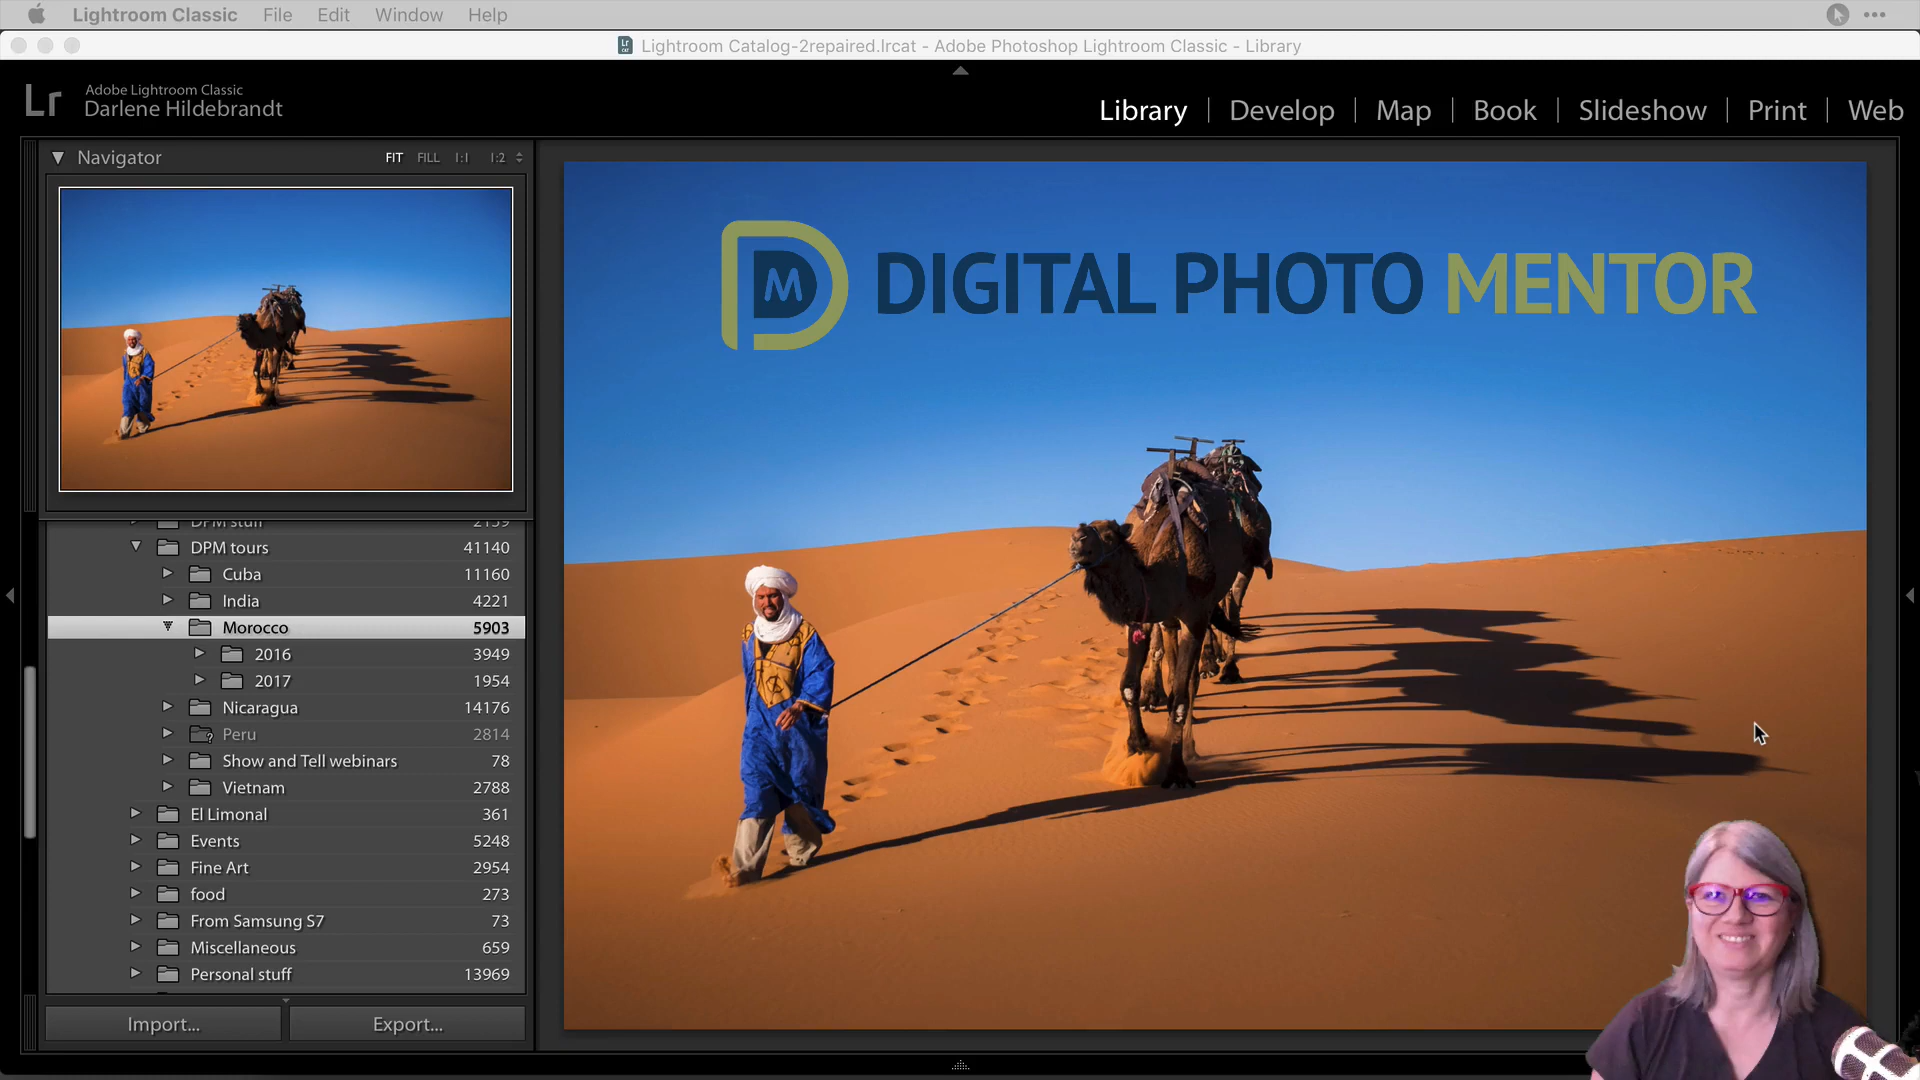 Lightroom Classic File Edit Window Help
Lightroom Catalog-2repaired.lrcat - Adobe Photoshop Lightroom Classic - Library
Lr
Adobe Lightroom Classic
Darlene Hildebrandt
Library | Develop | Map | Book | Slideshow | Print | Web
Navigator FIT FILL 1:1 1:2
M DIGITAL PHOTO MENTOR
DPM stuff 2159
DPM tours 41140
Cuba 11160
India 4221
Morocco 5903
2016 3949
2017 1954
Nicaragua 14176
Peru 2814
Show and Tell webinars 78
Vietnam 2788
El Limonal 361
Events 5248
Fine Art 2954
food 273
From Samsung S7 73
Miscellaneous 659
Personal stuff 13969
Import... Export...